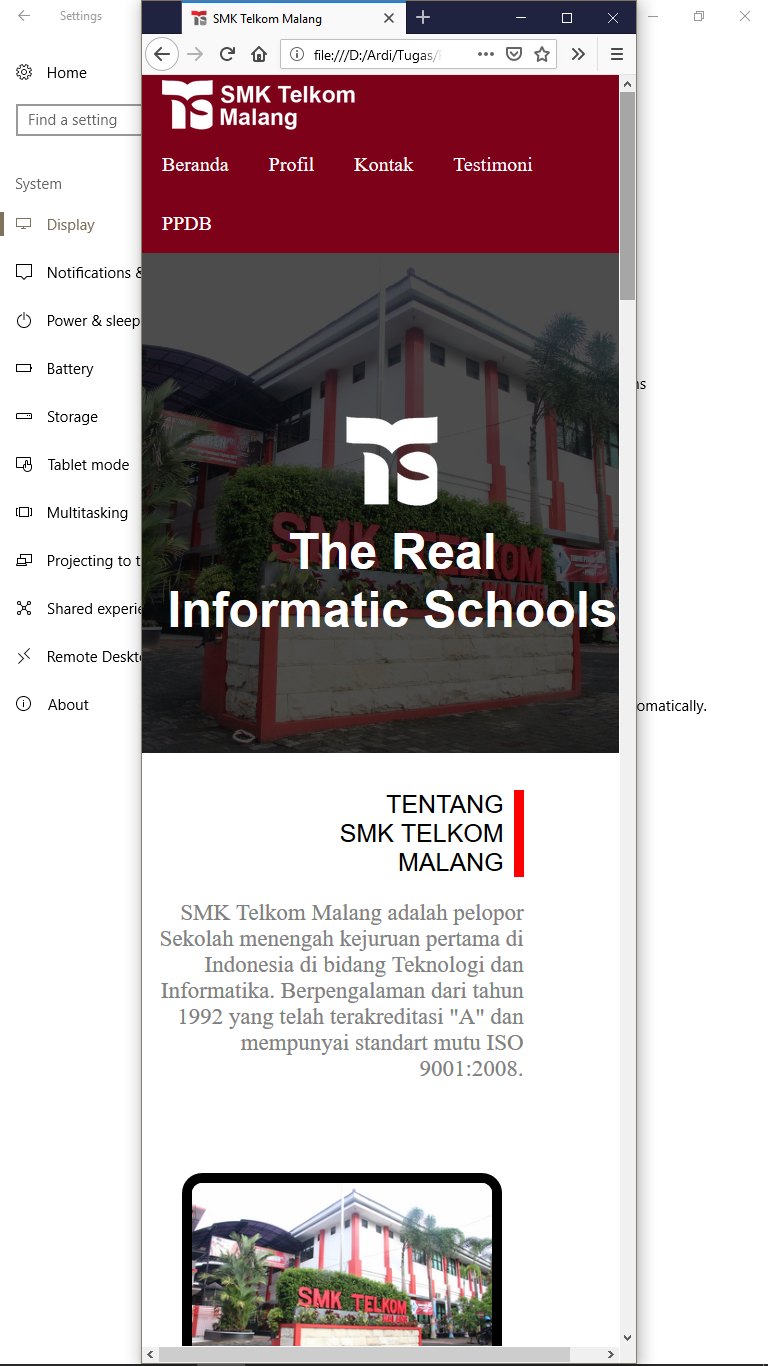 Settings
Home
Find a setting
System
Display
Notifications &
Power & sleep
Battery
Storage
Tablet mode
Multitasking
Projecting to t
Shared experie
Remote Deskto
About
SMK Telkom Malang
file:///D:/Ardi/Tugas/
SMK Telkom
Malang
Beranda Profil Kontak Testimoni
PPDB
SMK TELKOM
MALANG
The Real
Informatic Schools
TENTANG
SMK TELKOM
MALANG
SMK Telkom Malang adalah pelopor
Sekolah menengah kejuruan pertama di
Indonesia di bidang Teknologi dan
Informatika. Berpengalaman dari tahun
1992 yang telah terakreditasi "A" dan
mempunyai standart mutu ISO
9001:2008.
SMK TELKOM
MALANG
ns
omatically.